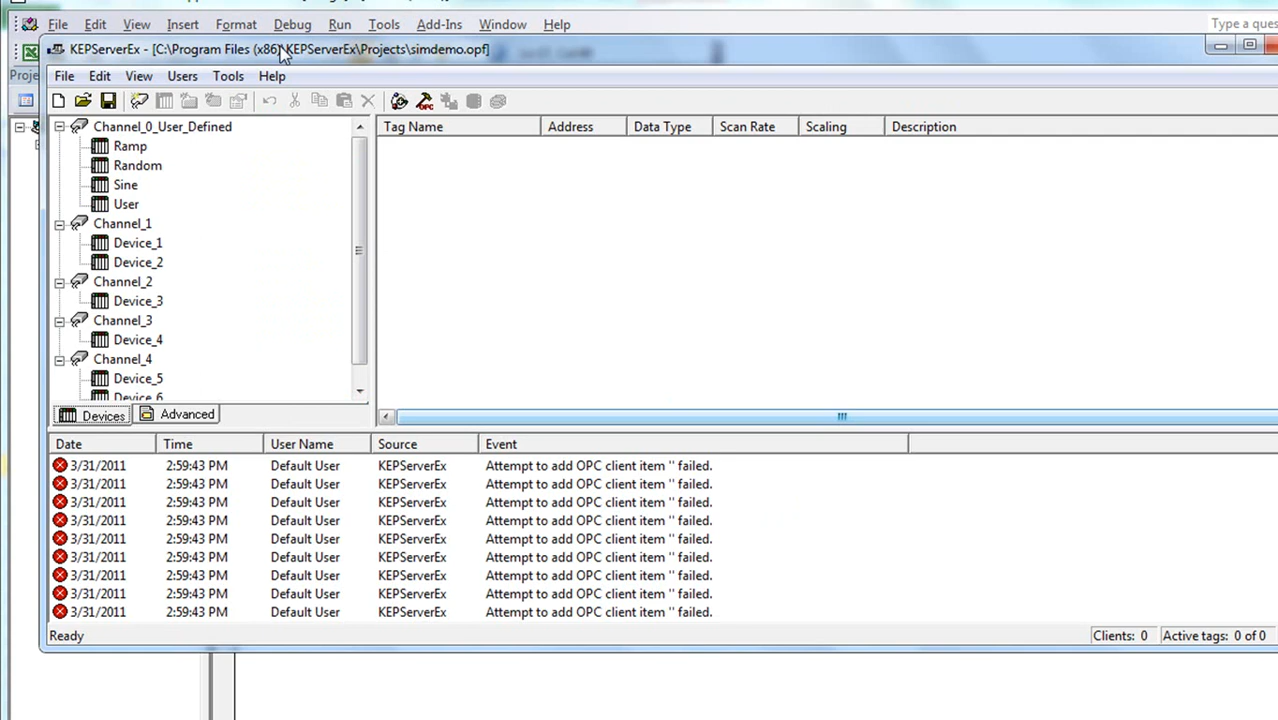 File Edit View Insert Format Debug Run Tools Add-Ins Window Help Type a ques
Proje
KEPServerEx - [C:\Program Files (x86)\KEPServerEx\Projects\simdemo.opf]
File Edit View Users Tools Help
Channel_0_User_Defined
Ramp
Random
Sine
User
Channel_1
Device_1
Device_2
Channel_2
Device_3
Channel_3
Device_4
Channel_4
Device_5
Device_6
Devices Advanced
Tag Name Address Data Type Scan Rate Scaling Description
Date Time User Name Source Event
3/31/2011 2:59:43 PM Default User KEPServerEx Attempt to add OPC client item '' failed.
3/31/2011 2:59:43 PM Default User KEPServerEx Attempt to add OPC client item '' failed.
3/31/2011 2:59:43 PM Default User KEPServerEx Attempt to add OPC client item '' failed.
3/31/2011 2:59:43 PM Default User KEPServerEx Attempt to add OPC client item '' failed.
3/31/2011 2:59:43 PM Default User KEPServerEx Attempt to add OPC client item '' failed.
3/31/2011 2:59:43 PM Default User KEPServerEx Attempt to add OPC client item '' failed.
3/31/2011 2:59:43 PM Default User KEPServerEx Attempt to add OPC client item '' failed.
3/31/2011 2:59:43 PM Default User KEPServerEx Attempt to add OPC client item '' failed.
3/31/2011 2:59:43 PM Default User KEPServerEx Attempt to add OPC client item '' failed.
Ready Clients: 0 Active tags: 0 of 0